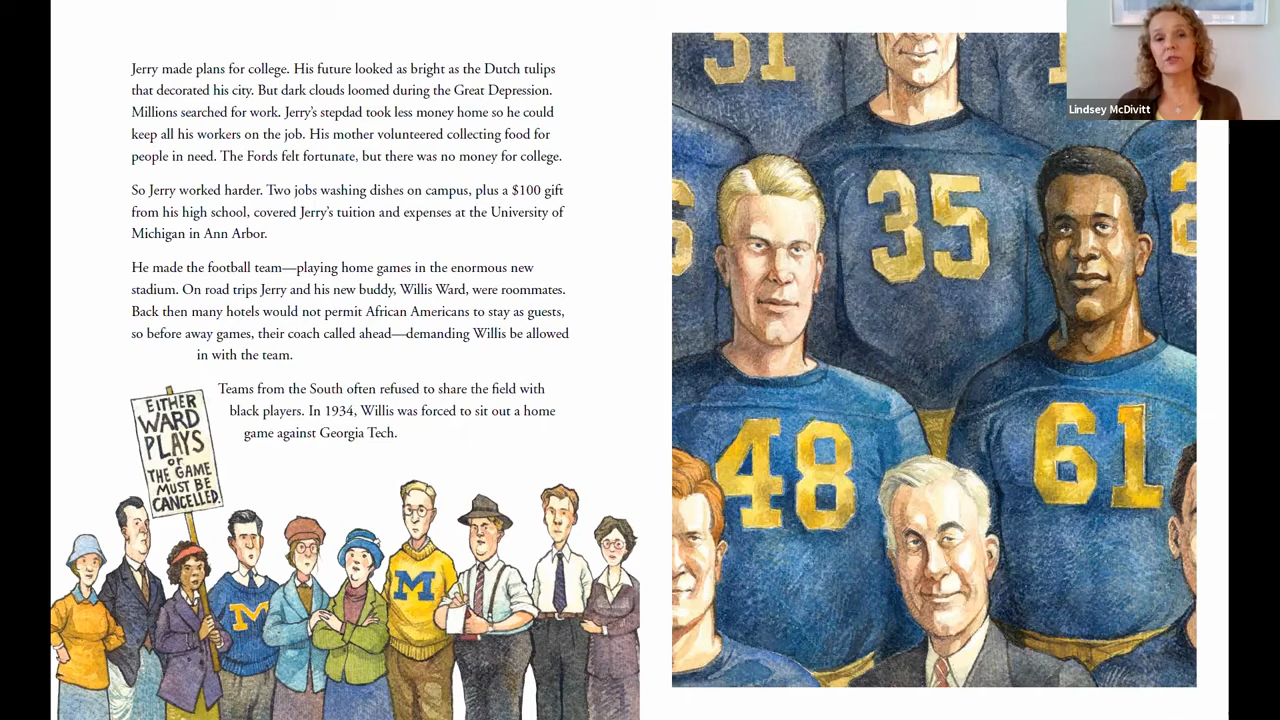 Jerry made plans for college. His future looked as bright as the Dutch tulips
that decorated his city. But dark clouds loomed during the Great Depression.
Millions searched for work. Jerry’s stepdad took less money home so he could
keep all his workers on the job. His mother volunteered collecting food for
people in need. The Fords felt fortunate, but there was no money for college.
So Jerry worked harder. Two jobs washing dishes on campus, plus a $100 gift
from his high school, covered Jerry’s tuition and expenses at the University of
Michigan in Ann Arbor.
He made the football team—playing home games in the enormous new
stadium. On road trips Jerry and his new buddy, Willis Ward, were roommates.
Back then many hotels would not permit African Americans to stay as guests,
so before away games, their coach called ahead—demanding Willis be allowed
in with the team.
Teams from the South often refused to share the field with
black players. In 1934, Willis was forced to sit out a home
game against Georgia Tech.
EITHER
WARD
PLAYS
or
THE GAME
MUST BE
CANCELLED.
M
M
31
35
48
61
Lindsey McDivitt